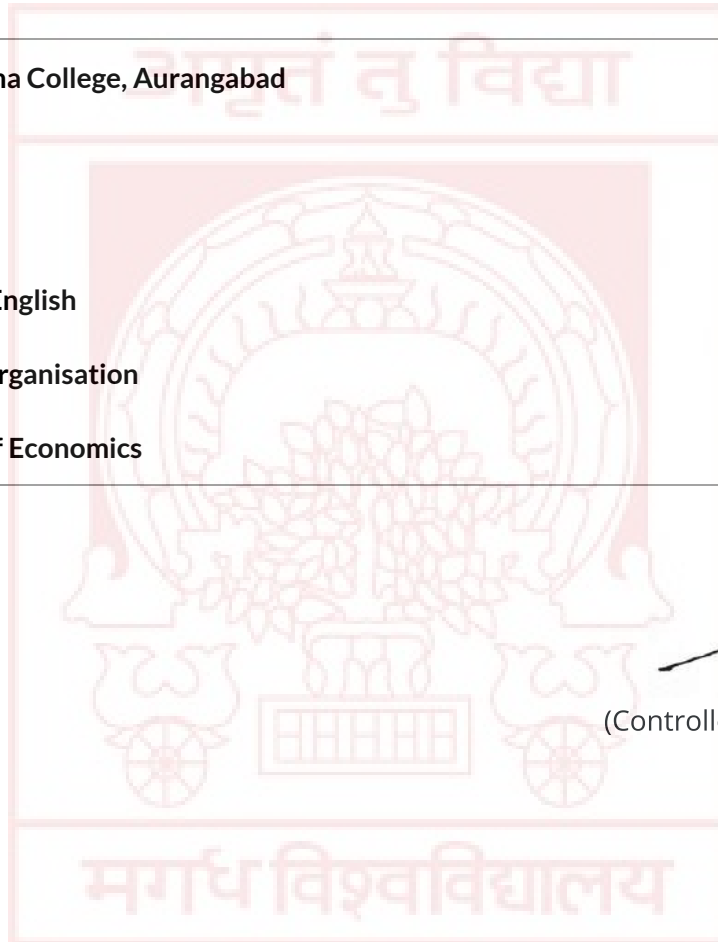 अमृतं तु विद्या
na College, Aurangabad
English
rganisation
f Economics
(Controll
मगध विश्वविद्यालय